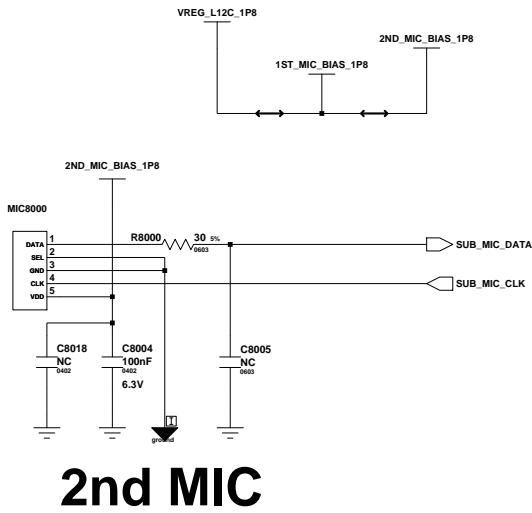 VREG_L12C_1P8
2ND_MIC_BIAS_1P8
1ST_MIC_BIAS_1P8
2ND_MIC_BIAS_1P8
MIC8000
DATA 1
SEL 2
GND 3
CLK 4
VDD 5
R8000 30 5%
0603
SUB_MIC_DATA
SUB_MIC_CLK
C8018
NC
0402
C8004
100nF
0402
6.3V
C8005
NC
0603
I
ground
2nd MIC